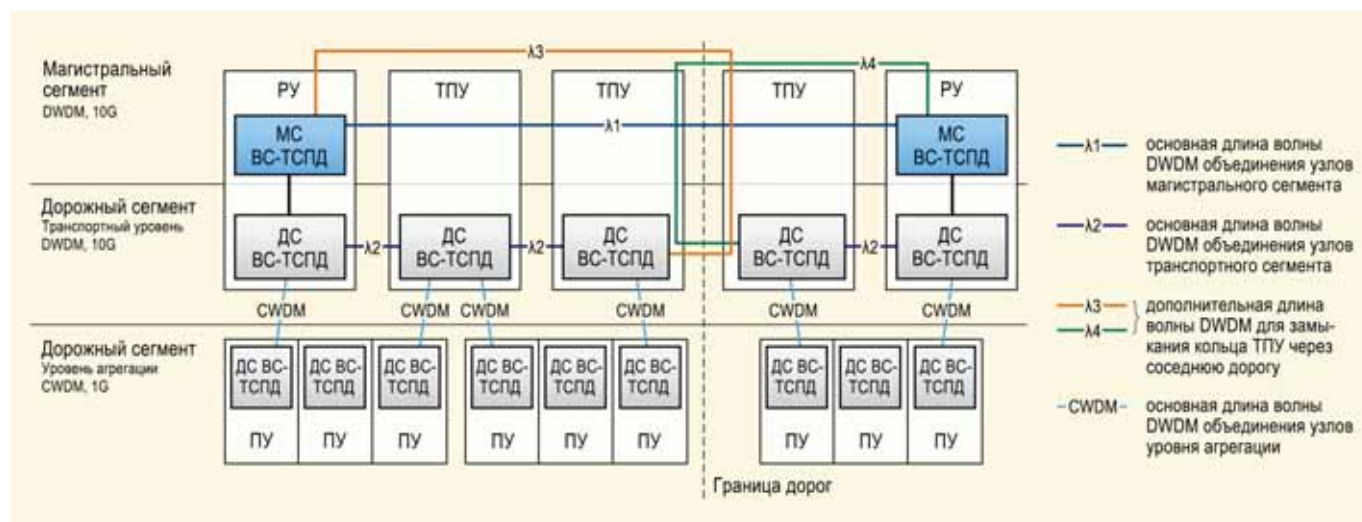 Магистральный
сегмент
DWDM, 10G
РУ
ТПУ
ТПУ
ТПУ
РУ
λ3
λ4
λ1
МС
ВС-ТСПД
МС
ВС-ТСПД
Дорожный сегмент
Транспортный уровень
DWDM, 10G
ДС
ВС-ТСПД
λ2
ДС
ВС-ТСПД
λ2
ДС
ВС-ТСПД
ДС
ВС-ТСПД
λ2
ДС
ВС-ТСПД
CWDM
CWDM
CWDM
CWDM
CWDM
CWDM
Дорожный сегмент
Уровень агрегации
CWDM, 1G
ДС ВС-
ТСПД
ПУ
ДС ВС-
ТСПД
ПУ
ДС ВС-
ТСПД
ПУ
ДС ВС-
ТСПД
ПУ
ДС ВС-
ТСПД
ПУ
ДС ВС-
ТСПД
ПУ
ДС ВС-
ТСПД
ПУ
ДС ВС-
ТСПД
ПУ
ДС ВС-
ТСПД
ПУ
Граница дорог
λ1
основная длина волны
DWDM объединения узлов
магистрального сегмента
λ2
основная длина волны
DWDM объединения узлов
транспортного сегмента
λ3
λ4
дополнительная длина
волны DWDM для замы-
кания кольца ТПУ через
соседнюю дорогу
CWDM
основная длина волны
DWDM объединения узлов
уровня агрегации